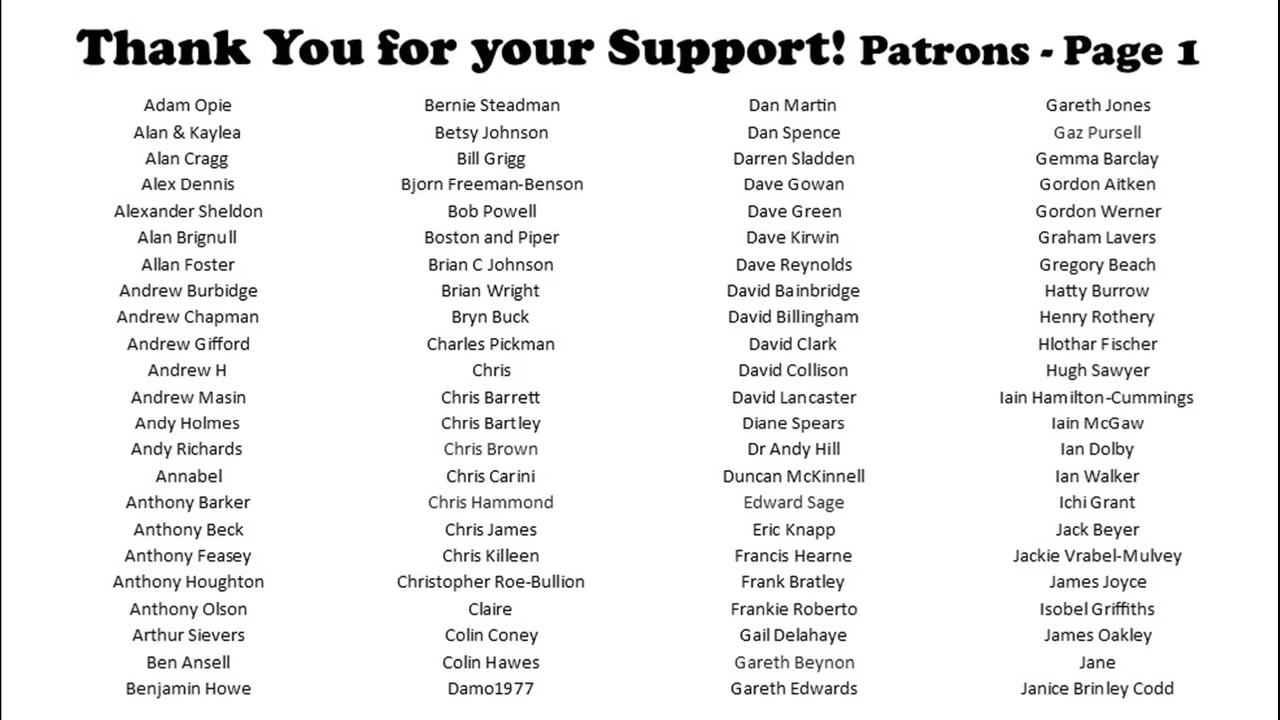 Thank You for your Support! Patrons - Page 1
Adam Opie
Alan & Kaylea
Alan Cragg
Alex Dennis
Alexander Sheldon
Alan Brignull
Allan Foster
Andrew Burbidge
Andrew Chapman
Andrew Gifford
Andrew H
Andrew Masin
Andy Holmes
Andy Richards
Annabel
Anthony Barker
Anthony Beck
Anthony Feasey
Anthony Houghton
Anthony Olson
Arthur Sievers
Ben Ansell
Benjamin Howe
Bernie Steadman
Betsy Johnson
Bill Grigg
Bjorn Freeman-Benson
Bob Powell
Boston and Piper
Brian C Johnson
Brian Wright
Bryn Buck
Charles Pickman
Chris
Chris Barrett
Chris Bartley
Chris Brown
Chris Carini
Chris Hammond
Chris James
Chris Killeen
Christopher Roe-Bullion
Claire
Colin Coney
Colin Hawes
Damo1977
Dan Martin
Dan Spence
Darren Sladden
Dave Gowan
Dave Green
Dave Kirwin
Dave Reynolds
David Bainbridge
David Billingham
David Clark
David Collison
David Lancaster
Diane Spears
Dr Andy Hill
Duncan McKinnell
Edward Sage
Eric Knapp
Francis Hearne
Frank Bratley
Frankie Roberto
Gail Delahaye
Gareth Beynon
Gareth Edwards
Gareth Jones
Gaz Pursell
Gemma Barclay
Gordon Aitken
Gordon Werner
Graham Lavers
Gregory Beach
Hatty Burrow
Henry Rothery
Hlothar Fischer
Hugh Sawyer
Iain Hamilton-Cummings
Iain McGaw
Ian Dolby
Ian Walker
Ichi Grant
Jack Beyer
Jackie Vrabel-Mulvey
James Joyce
Isobel Griffiths
James Oakley
Jane
Janice Brinley Codd